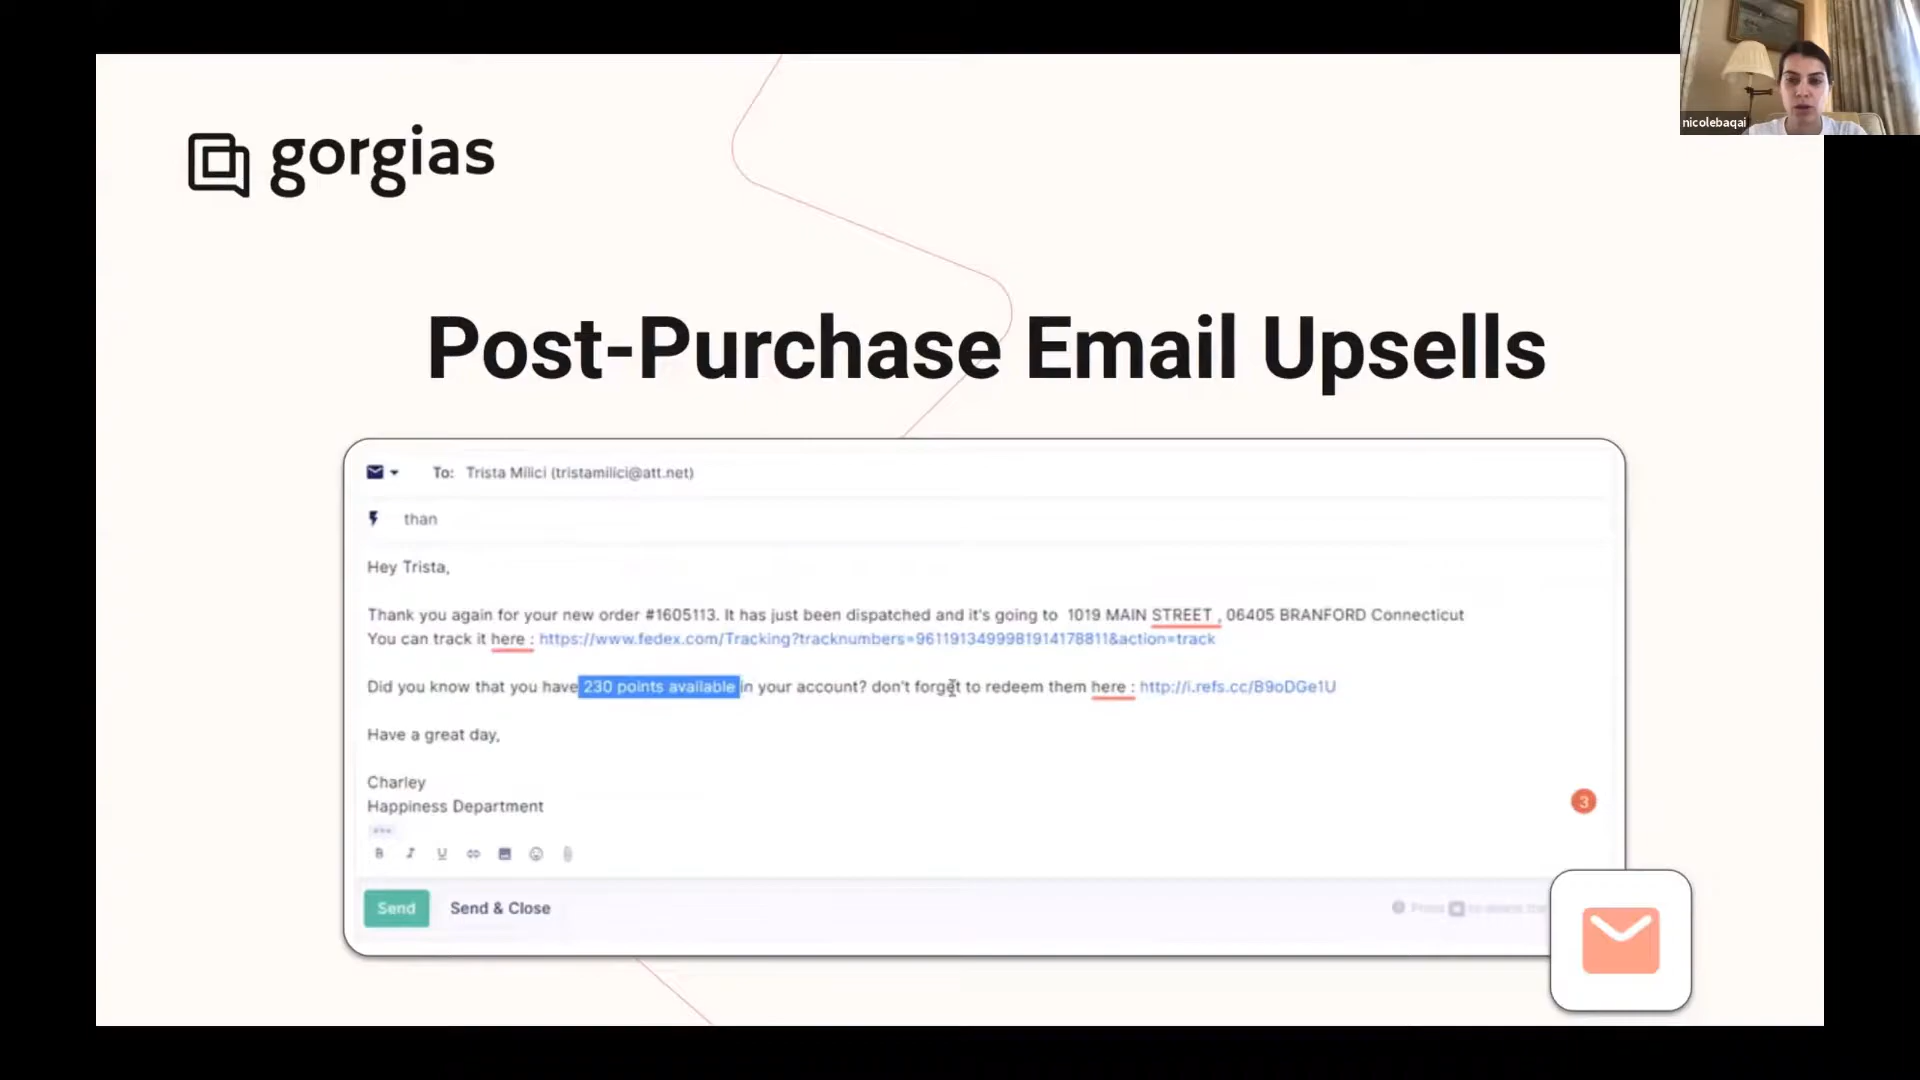 nicolebaqai
gorgias
Post-Purchase Email Upsells
To: Trista Milici (tristamilici@att.net)
than
Hey Trista,
Thank you again for your new order #1605113. It has just been dispatched and it's going to 1019 MAIN STREET , 06405 BRANFORD Connecticut
You can track it here : https://www.fedex.com/Tracking?tracknumbers=9611913499981914178811&action=track
Did you know that you have 230 points available in your account? don't forget to redeem them here : http://i.refs.cc/B9oDGe1U
Have a great day,
Charley
Happiness Department
3
B I U
Send Send & Close
Press